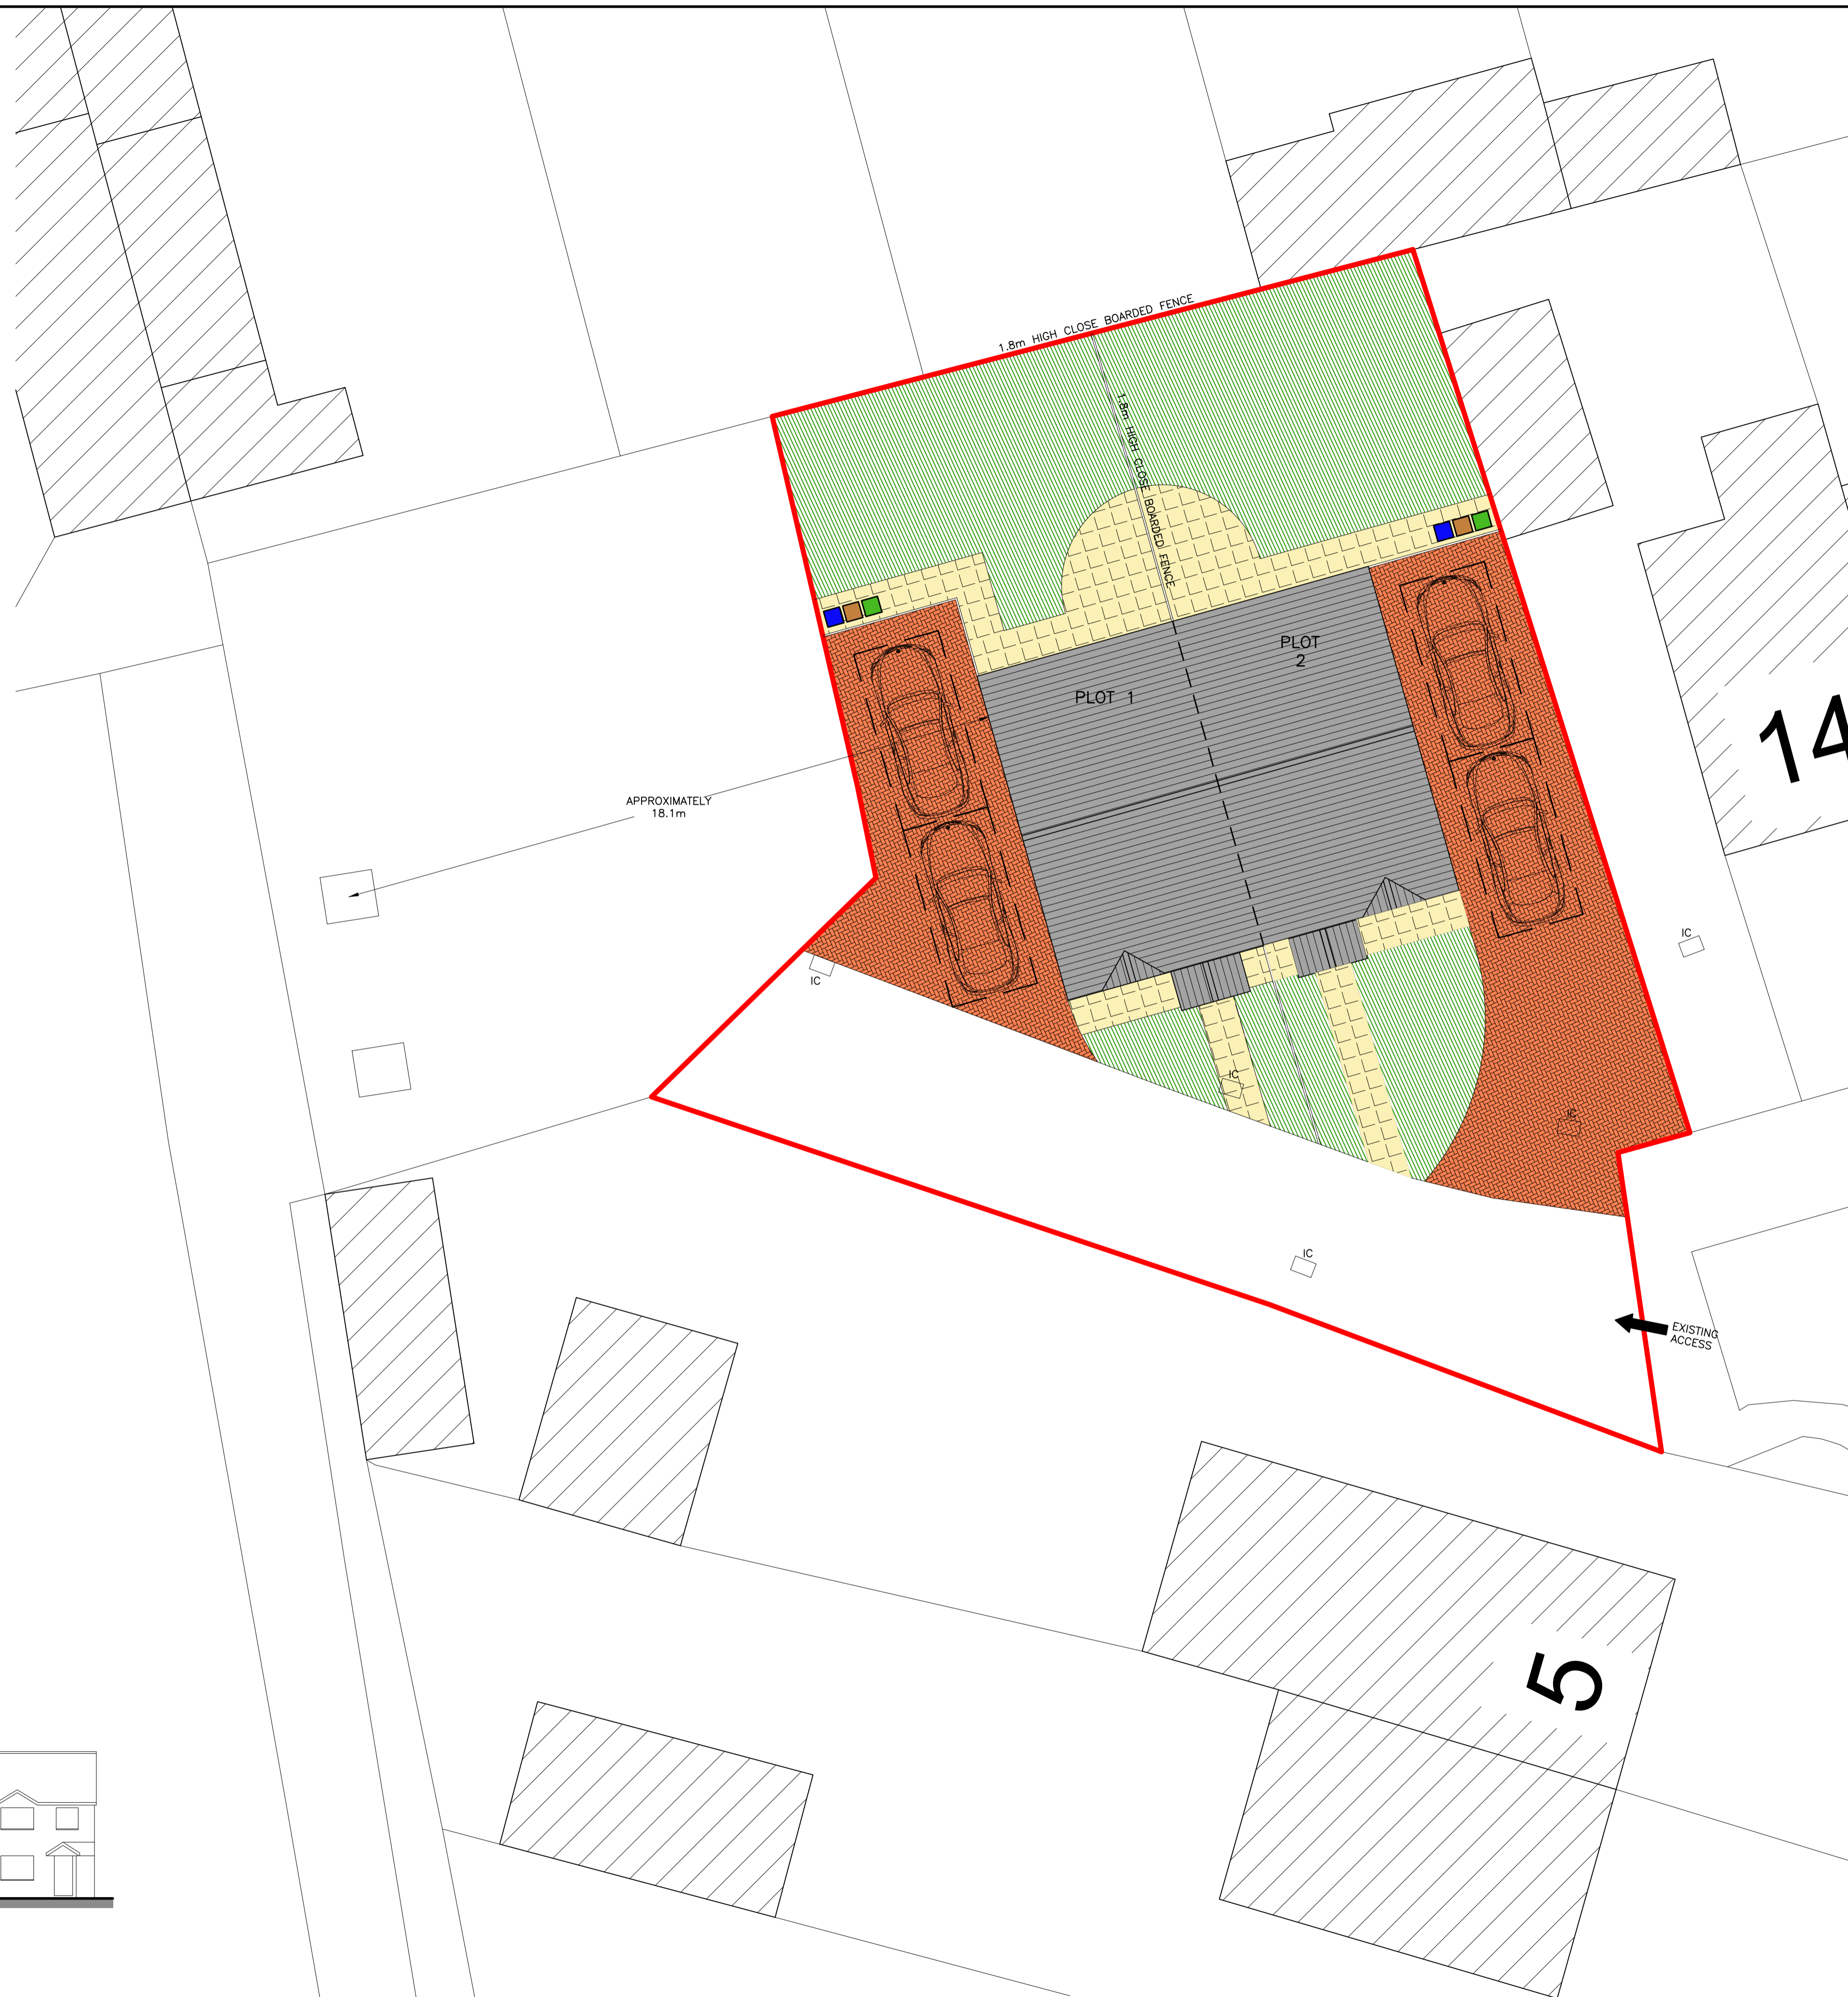 1.8m HIGH CLOSE BOARDED FENCE
1.8m HIGH CLOSE BOARDED FENCE
PLOT
2
PLOT 1
14
APPROXIMATELY
18.1m
IC
IC
IC
IC
IC
EXISTING
ACCESS
5